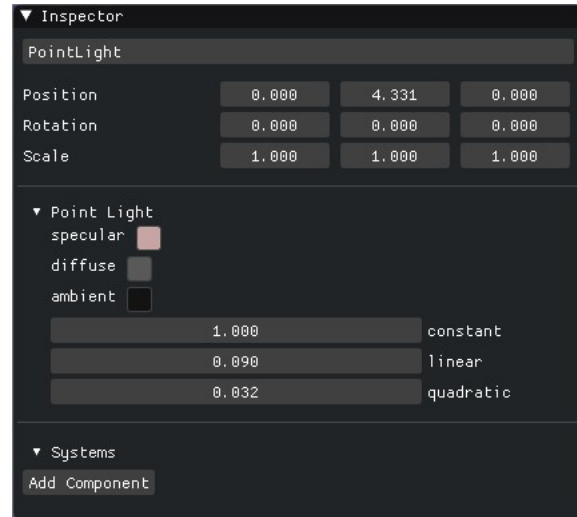 Inspector
PointLight
Position 0.000 4.331 0.000
Rotation 0.000 0.000 0.000
Scale 1.000 1.000 1.000
Point Light
specular
diffuse
ambient
1.000 constant
0.090 linear
0.032 quadratic
Systems
Add Component